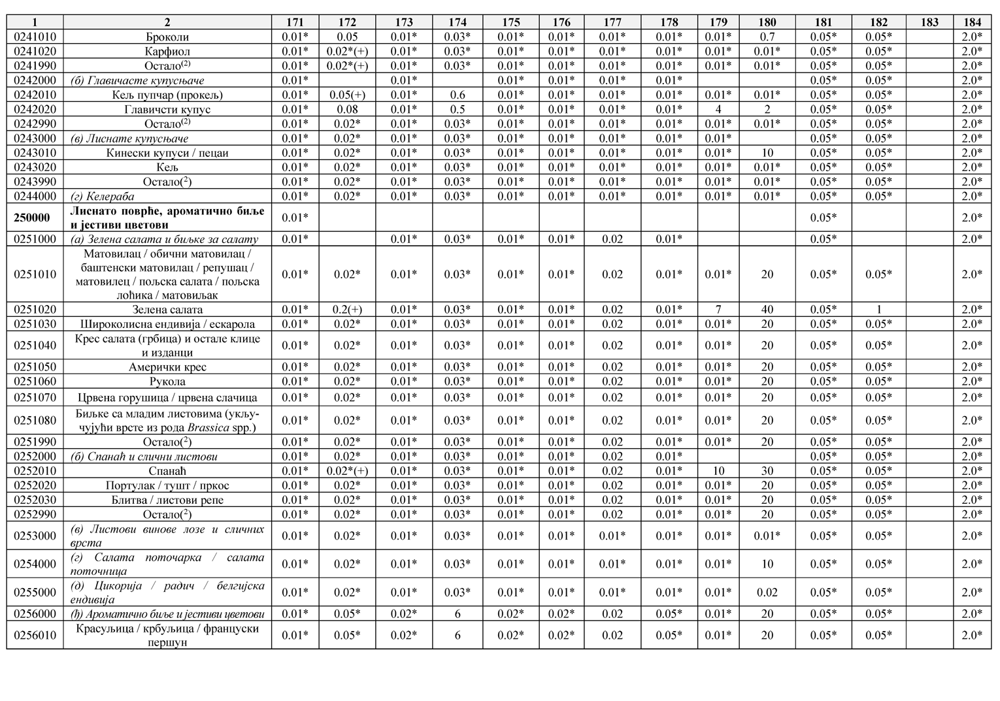 1 2 171 172 173 174 175 176 177 178 179 180 181 182 183 184
0241010 Броколи 0.01* 0.05 0.01* 0.03* 0.01* 0.01* 0.01* 0.01* 0.01* 0.7 0.05* 0.05* 2.0*
0241020 Карфиол 0.01* 0.02*(+) 0.01* 0.03* 0.01* 0.01* 0.01* 0.01* 0.01* 0.01* 0.05* 0.05* 2.0*
0241990 Остало(2) 0.01* 0.02*(+) 0.01* 0.03* 0.01* 0.01* 0.01* 0.01* 0.01* 0.01* 0.05* 0.05* 2.0*
0242000 (б) Главичасте купусњаче 0.01* 0.01* 0.01* 0.01* 0.01* 0.01* 0.05* 0.05* 2.0*
0242010 Кељ пупчар (прокељ) 0.01* 0.05(+) 0.01* 0.6 0.01* 0.01* 0.01* 0.01* 0.01* 0.01* 0.05* 0.05* 2.0*
0242020 Главичсти купус 0.01* 0.08 0.01* 0.5 0.01* 0.01* 0.01* 0.01* 4 2 0.05* 0.05* 2.0*
0242990 Остало(2) 0.01* 0.02* 0.01* 0.03* 0.01* 0.01* 0.01* 0.01* 0.01* 0.01* 0.05* 0.05* 2.0*
0243000 (в) Лиснате купусњаче 0.01* 0.02* 0.01* 0.03* 0.01* 0.01* 0.01* 0.01* 0.01* 0.05* 0.05* 2.0*
0243010 Кинески купуси / пецаи 0.01* 0.02* 0.01* 0.03* 0.01* 0.01* 0.01* 0.01* 0.01* 10 0.05* 0.05* 2.0*
0243020 Кељ 0.01* 0.02* 0.01* 0.03* 0.01* 0.01* 0.01* 0.01* 0.01* 0.01* 0.05* 0.05* 2.0*
0243990 Остало(2) 0.01* 0.02* 0.01* 0.03* 0.01* 0.01* 0.01* 0.01* 0.01* 0.01* 0.05* 0.05* 2.0*
0244000 (г) Келераба 0.01* 0.02* 0.01* 0.03* 0.01* 0.01* 0.01* 0.01* 0.01* 0.01* 0.05* 0.05* 2.0*
250000 Лиснато поврће, ароматично биље
и јестиви цветови 0.01* 0.05* 2.0*
0251000 (а) Зелена салата и биљке за салату 0.01* 0.01* 0.03* 0.01* 0.01* 0.02 0.01* 0.05* 2.0*
0251010 Матовилац / обични матовилац /
баштенски матовилац / репушац /
матовилец / пољска салата / пољска
лоћика / матовиљак 0.01* 0.02* 0.01* 0.03* 0.01* 0.01* 0.02 0.01* 0.01* 20 0.05* 0.05* 2.0*
0251020 Зелена салата 0.01* 0.2(+) 0.01* 0.03* 0.01* 0.01* 0.02 0.01* 7 40 0.05* 1 2.0*
0251030 Широколисна ендивија / ескарола 0.01* 0.02* 0.01* 0.03* 0.01* 0.01* 0.02 0.01* 0.01* 20 0.05* 0.05* 2.0*
0251040 Крес салата (грбица) и остале клице
и изданци 0.01* 0.02* 0.01* 0.03* 0.01* 0.01* 0.02 0.01* 0.01* 20 0.05* 0.05* 2.0*
0251050 Амерички крес 0.01* 0.02* 0.01* 0.03* 0.01* 0.01* 0.02 0.01* 0.01* 20 0.05* 0.05* 2.0*
0251060 Рукола 0.01* 0.02* 0.01* 0.03* 0.01* 0.01* 0.02 0.01* 0.01* 20 0.05* 0.05* 2.0*
0251070 Црвена горушица / црвена слачица 0.01* 0.02* 0.01* 0.03* 0.01* 0.01* 0.02 0.01* 0.01* 20 0.05* 0.05* 2.0*
0251080 Биљке са младим листовима (укљу-
чујући врсте из рода Brassica spp.) 0.01* 0.02* 0.01* 0.03* 0.01* 0.01* 0.02 0.01* 0.01* 20 0.05* 0.05* 2.0*
0251990 Остало(2) 0.01* 0.02* 0.01* 0.03* 0.01* 0.01* 0.02 0.01* 0.01* 20 0.05* 0.05* 2.0*
0252000 (б) Спанаћ и слични листови 0.01* 0.02* 0.01* 0.03* 0.01* 0.01* 0.02 0.01* 0.05* 0.05* 2.0*
0252010 Спанаћ 0.01* 0.02*(+) 0.01* 0.03* 0.01* 0.01* 0.02 0.01* 10 30 0.05* 0.05* 2.0*
0252020 Портулак / тушт / пркос 0.01* 0.02* 0.01* 0.03* 0.01* 0.01* 0.02 0.01* 0.01* 20 0.05* 0.05* 2.0*
0252030 Блитва / листови репе 0.01* 0.02* 0.01* 0.03* 0.01* 0.01* 0.02 0.01* 0.01* 20 0.05* 0.05* 2.0*
0252990 Остало(2) 0.01* 0.02* 0.01* 0.03* 0.01* 0.01* 0.02 0.01* 0.01* 20 0.05* 0.05* 2.0*
0253000 (в) Листови винове лозе и сличних
врста 0.01* 0.02* 0.01* 0.03* 0.01* 0.01* 0.01* 0.01* 0.01* 0.01* 0.05* 0.05* 2.0*
0254000 (г) Салата поточарка / салата
поточница 0.01* 0.02* 0.01* 0.03* 0.01* 0.01* 0.01* 0.01* 0.01* 10 0.05* 0.05* 2.0*
0255000 (д) Цикорија / радич / белгијска
ендивија 0.01* 0.02* 0.01* 0.03* 0.01* 0.01* 0.01* 0.01* 0.01* 0.02 0.05* 0.05* 2.0*
0256000 (ђ) Ароматично биље и јестиви цветови 0.01* 0.05* 0.02* 6 0.02* 0.02* 0.02 0.05* 0.01* 20 0.05* 0.05* 2.0*
0256010 Красуљица / крбуљица / француски
першун 0.01* 0.05* 0.02* 6 0.02* 0.02* 0.02 0.05* 0.01* 20 0.05* 0.05* 2.0*